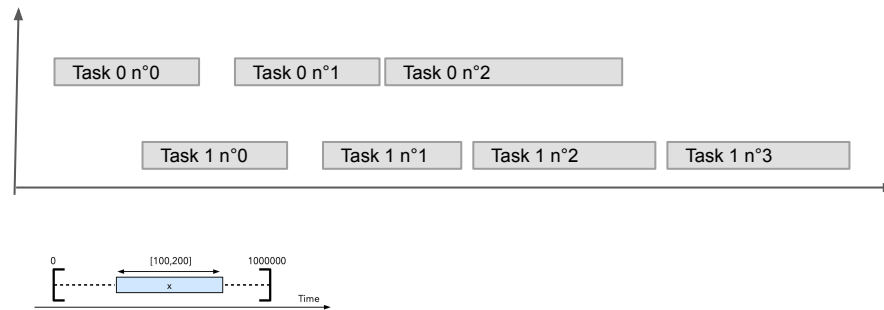 Task 0 n°0 Task 0 n°1 Task 0 n°2
Task 1 n°0 Task 1 n°1 Task 1 n°2 Task 1 n°3
0 [100,200] 1000000
x
Time